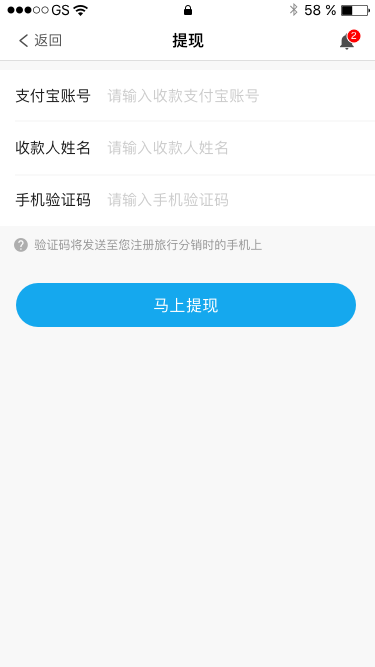 GS 58 %
返回 提现 2
支付宝账号 请输入收款支付宝账号
收款人姓名 请输入收款人姓名
手机验证码 请输入手机验证码
? 验证码将发送至您注册旅行分销时的手机上
马上提现